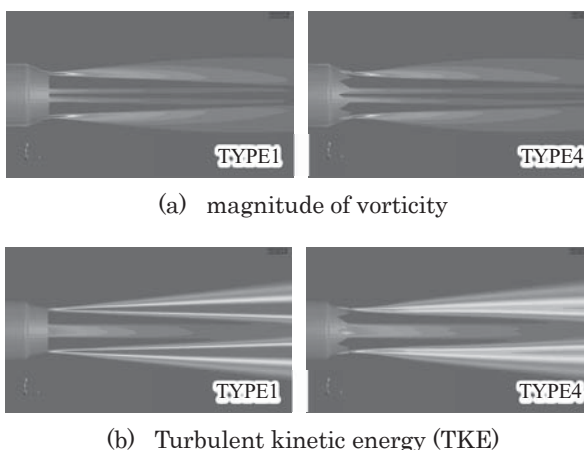 TYPE1
TYPE4
(a) magnitude of vorticity
TYPE1
TYPE4
(b) Turbulent kinetic energy (TKE)